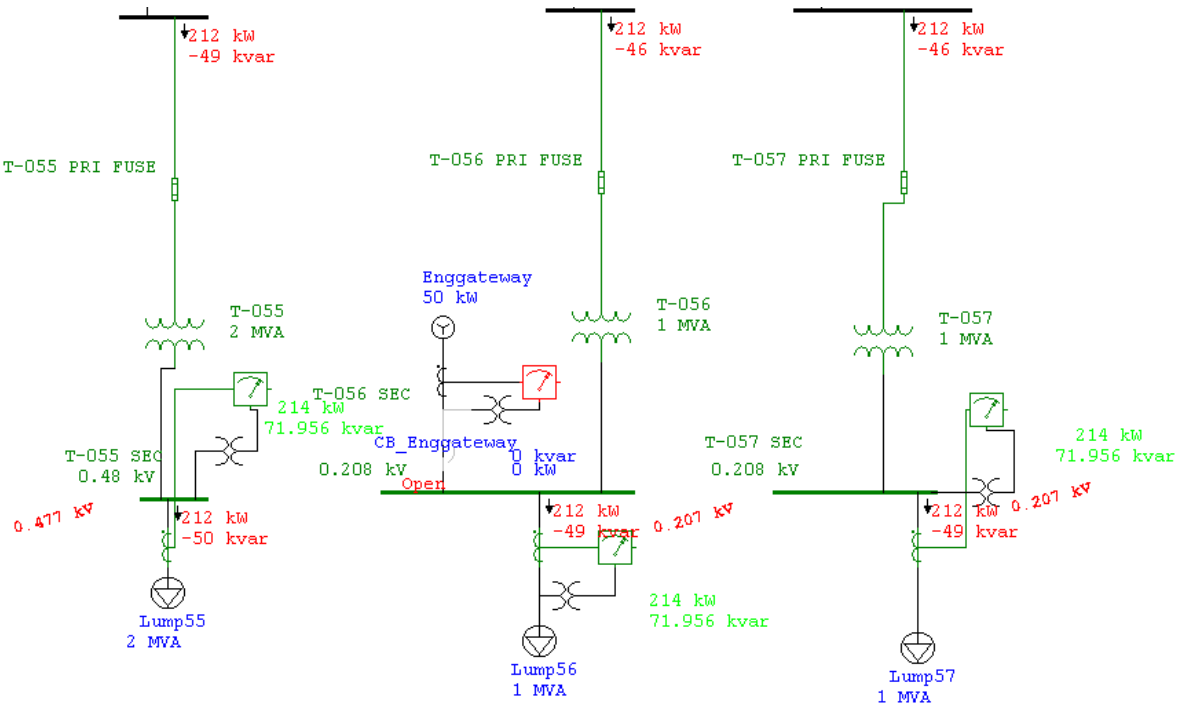 212 kW
-49 kvar
212 kW
-46 kvar
212 kW
-46 kvar
T-055 PRI FUSE
T-056 PRI FUSE
T-057 PRI FUSE
Enggateway
50 kW
T-055
2 MVA
T-056
1 MVA
T-057
1 MVA
T-056 SEC
214 kW
71.956 kvar
T-055 SEC
0.48 kV
CB_Enggateway
0 kvar
0 kW
0.208 kV
Open
T-057 SEC
0.208 kV
214 kW
71.956 kvar
0.477 kV
212 kW
-50 kvar
212 kW
-49 kvar
0.207 kV
212 kW
-49 kvar
0.207 kV
Lump55
2 MVA
214 kW
71.956 kvar
Lump56
1 MVA
Lump57
1 MVA